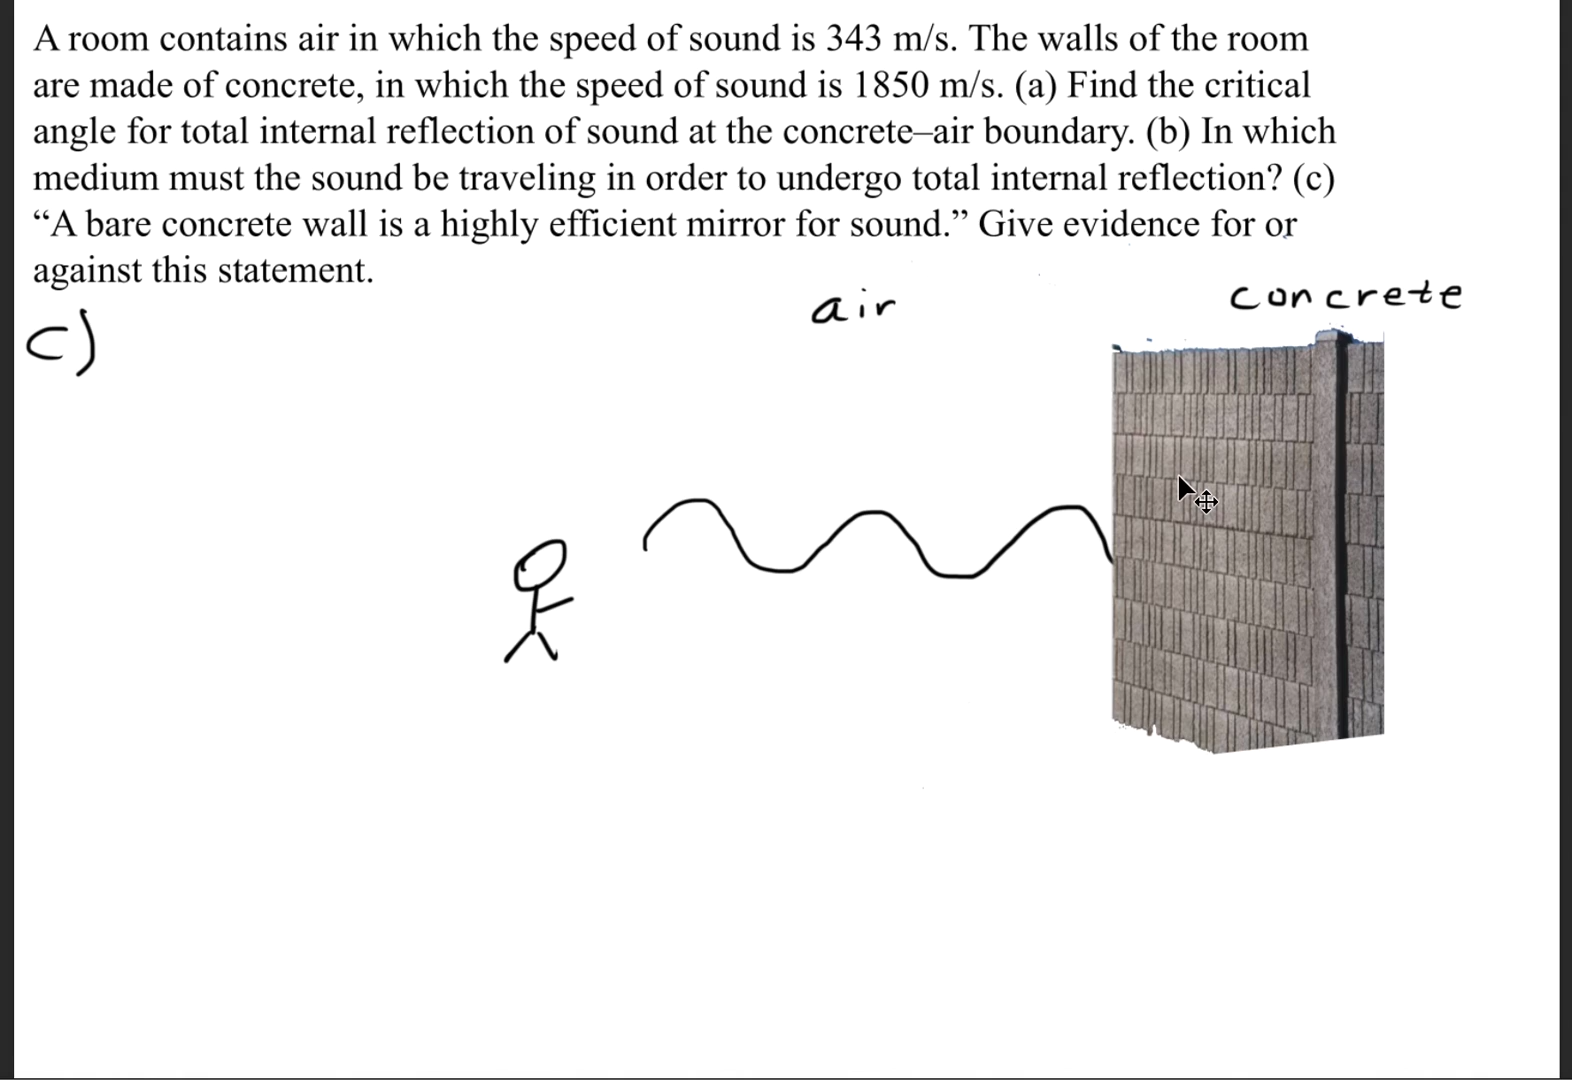 A room contains air in which the speed of sound is 343 m/s. The walls of the room
are made of concrete, in which the speed of sound is 1850 m/s. (a) Find the critical
angle for total internal reflection of sound at the concrete–air boundary. (b) In which
medium must the sound be traveling in order to undergo total internal reflection? (c)
“A bare concrete wall is a highly efficient mirror for sound.” Give evidence for or
against this statement.
c)
air
concrete